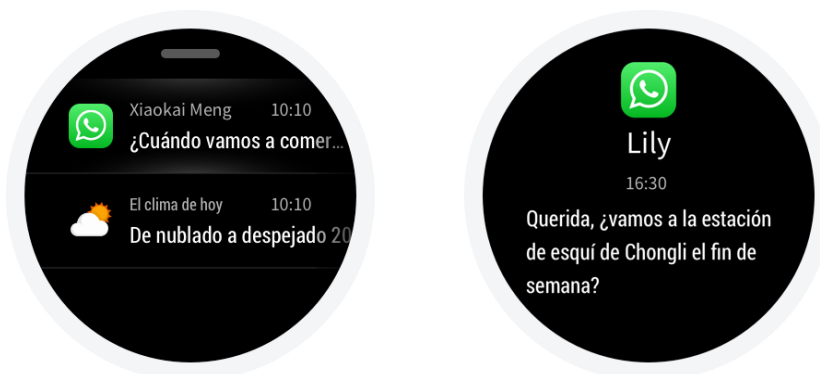 Xiaokai Meng 10:10
¿Cuándo vamos a comer...
El clima de hoy 10:10
De nublado a despejado 20
Lily
16:30
Querida, ¿vamos a la estación
de esquí de Chongli el fin de
semana?